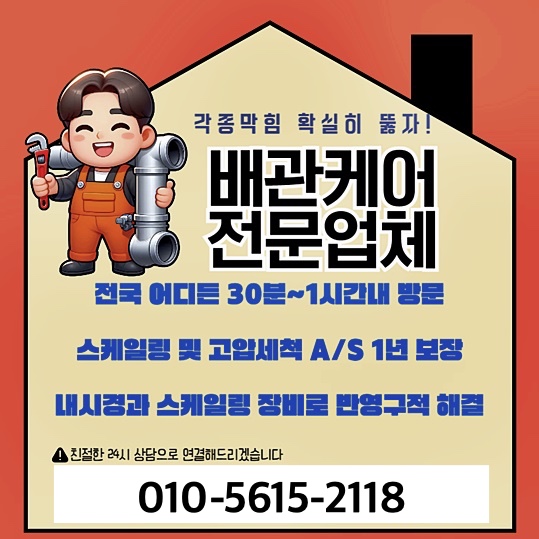 각종막힘 확실히 뚫자!
배관케어
전문업체
전국 어디든 30분~1시간내 방문
스케일링 및 고압세척 A/S 1년 보장
내시경과 스케일링 장비로 반영구적 해결
친절한 24시 상담으로 연결해드리겠습니다
010-5615-2118